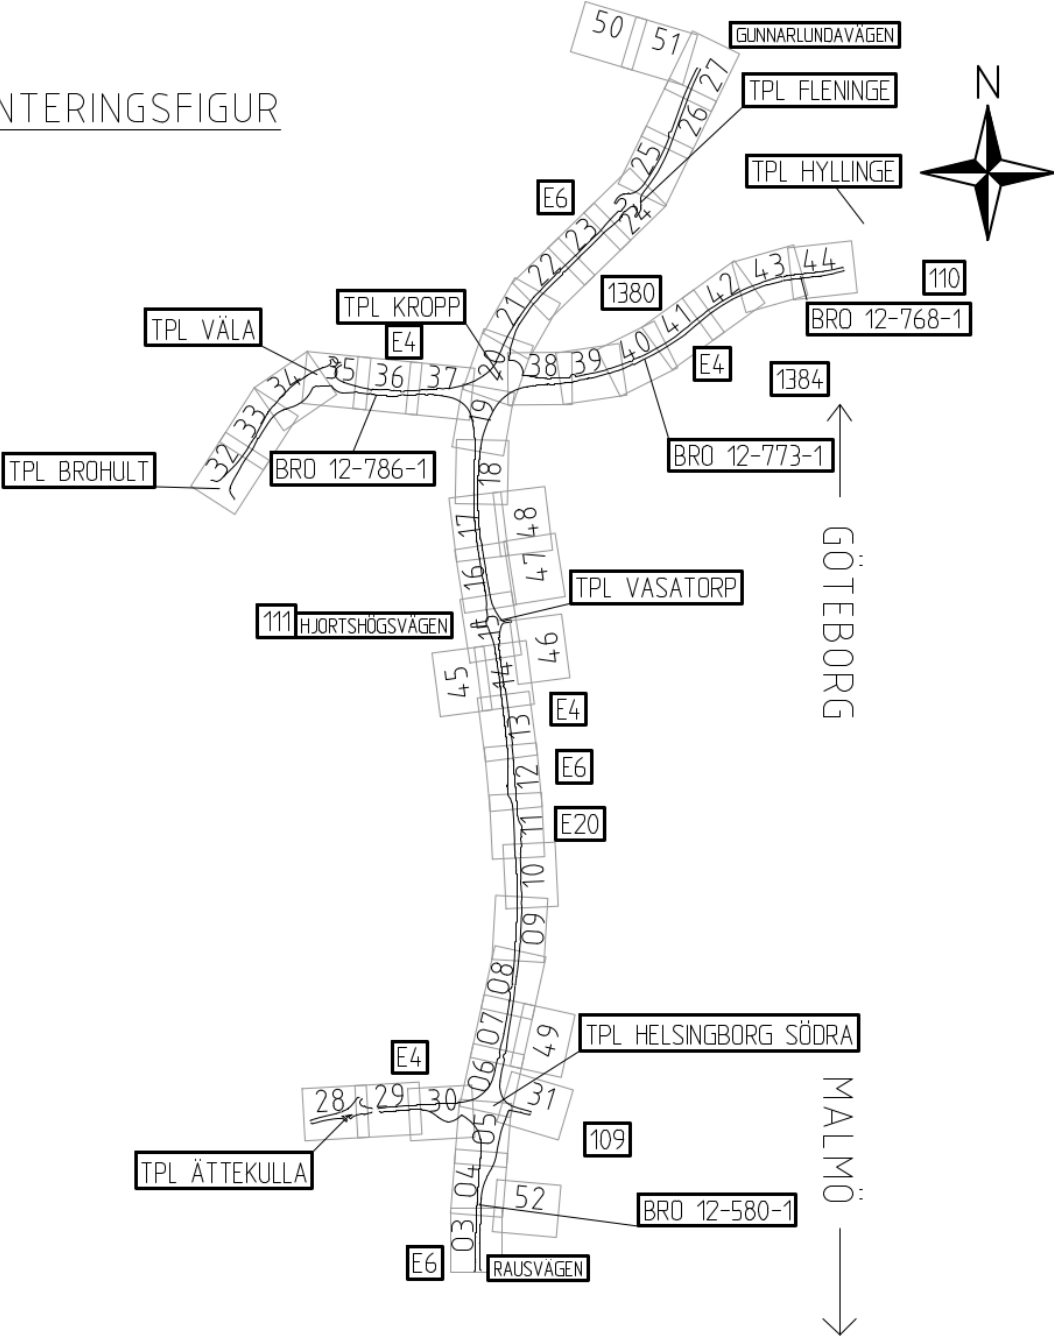 50
51
GUNNARLUNDAVÄGEN
27
N
TPL FLENINGE
NTERINGSFIGUR
26
25
TPL HYLLINGE
E6
24
23
44
43
22
42
110
1380
TPL KROPP
21
41
BRO 12-768-1
TPL VÄLA
E4
40
20
38
39
E4
35
36
37
1384
34
19
33
BRO 12-773-1
32
TPL BROHULT
BRO 12-786-1
18
17
48
47
GÖTEBORG
16
TPL VASATORP
111
HJORTSHÖGSVÄGEN
15
46
45
14
E4
13
E6
12
E20
11
10
09
08
07
49
TPL HELSINGBORG SÖDRA
E4
06
28
29
30
31
MALMÖ
05
109
TPL ÄTTEKULLA
04
52
BRO 12-580-1
03
E6
RAUSVÄGEN